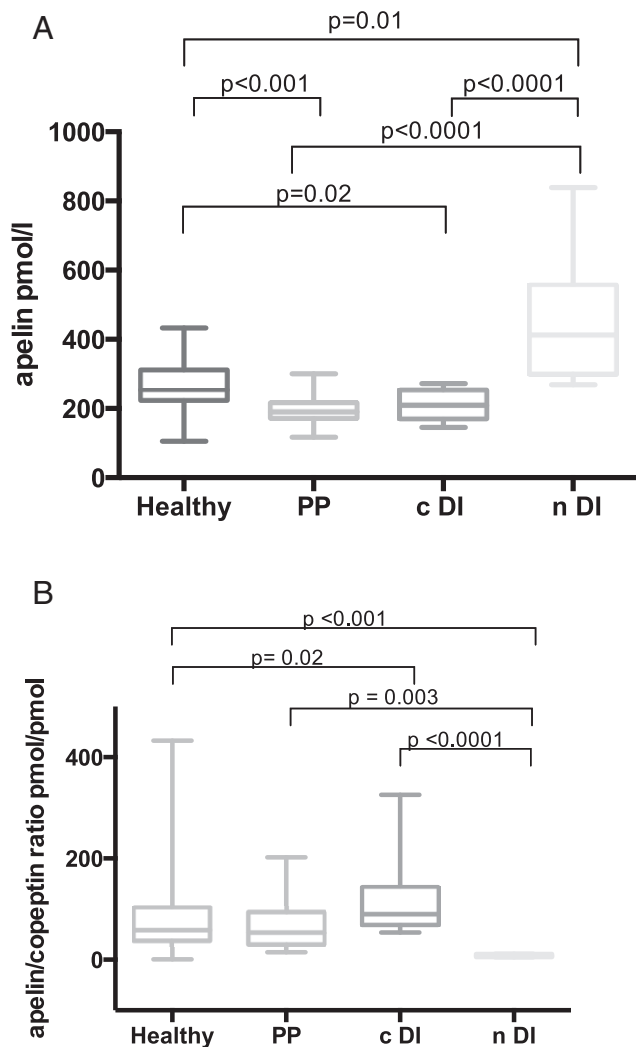 A
p=0.01
p<0.001
p<0.0001
p<0.0001
p=0.02
1000
800
600
400
200
0
apelin pmol/l
Healthy PP c DI n DI
B
p <0.001
p= 0.02
p = 0.003
p <0.0001
400
200
0
apelin/copeptin ratio pmol/pmol
Healthy PP c DI n DI